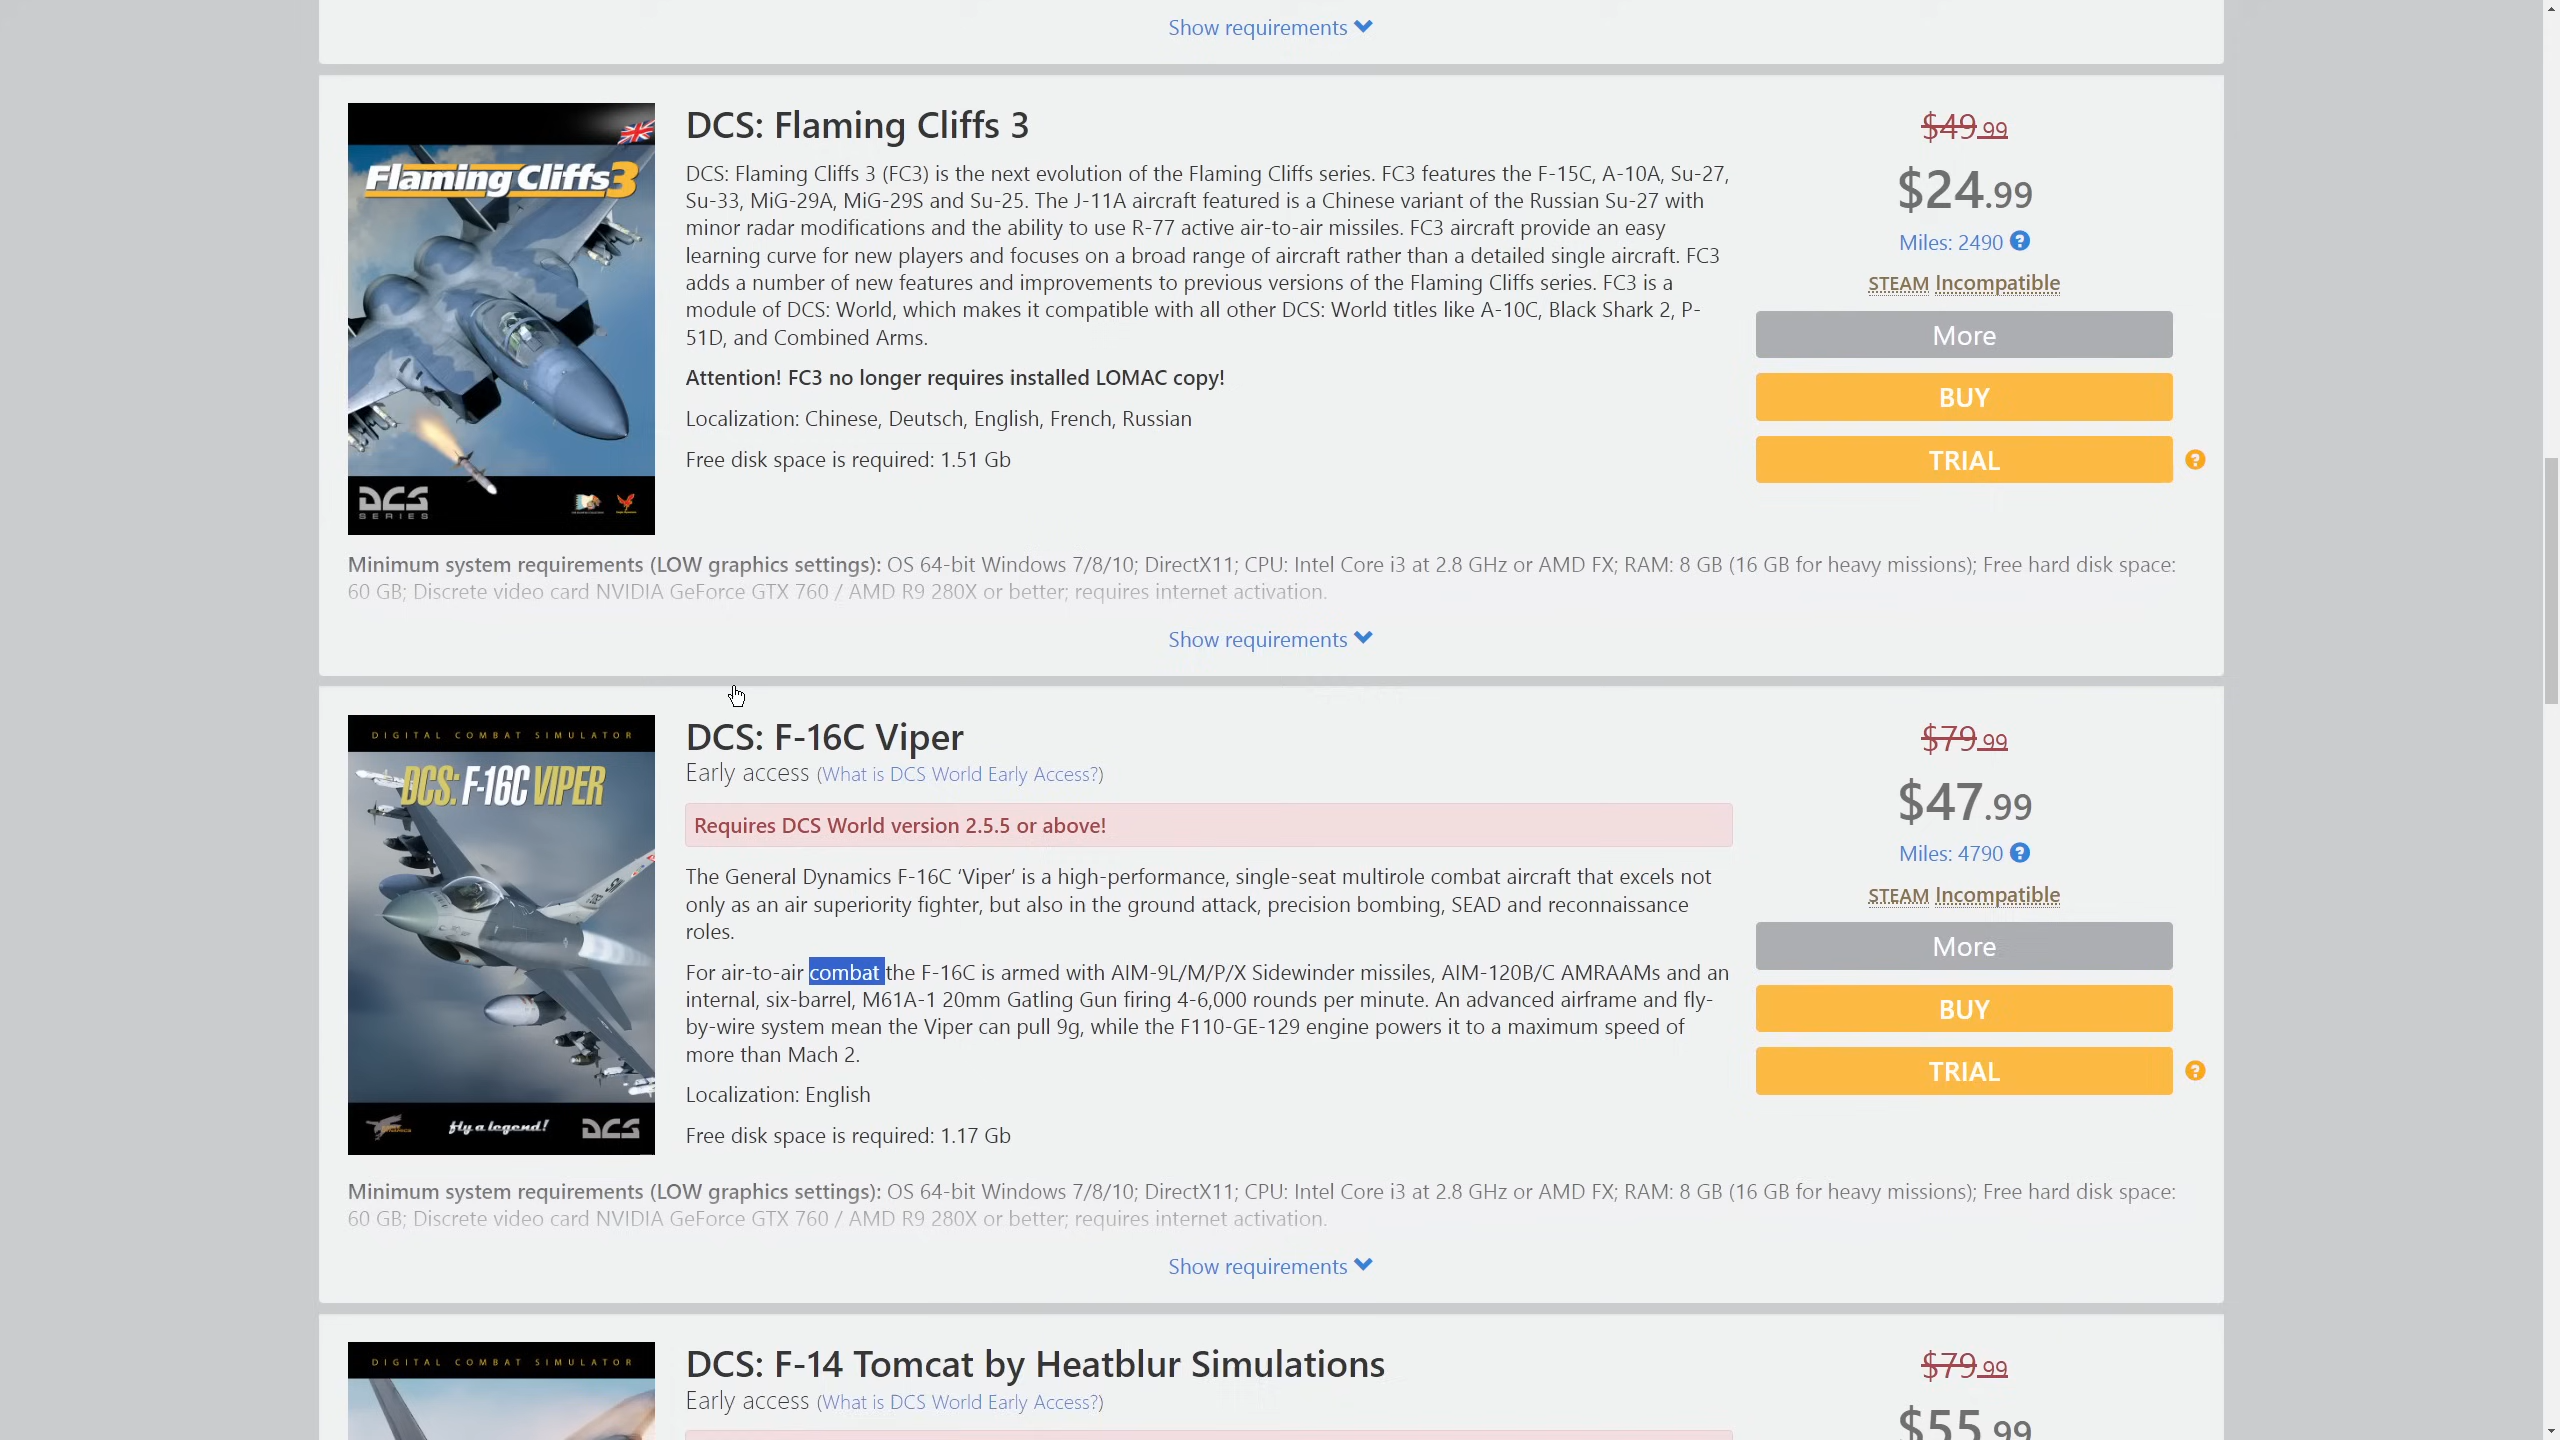 Show requirements
Flaming Cliffs 3
DCS
SERIES
DCS: Flaming Cliffs 3
DCS: Flaming Cliffs 3 (FC3) is the next evolution of the Flaming Cliffs series. FC3 features the F-15C, A-10A, Su-27,
Su-33, MiG-29A, MiG-29S and Su-25. The J-11A aircraft featured is a Chinese variant of the Russian Su-27 with
minor radar modifications and the ability to use R-77 active air-to-air missiles. FC3 aircraft provide an easy
learning curve for new players and focuses on a broad range of aircraft rather than a detailed single aircraft. FC3
adds a number of new features and improvements to previous versions of the Flaming Cliffs series. FC3 is a
module of DCS: World, which makes it compatible with all other DCS: World titles like A-10C, Black Shark 2, P-
51D, and Combined Arms.
Attention! FC3 no longer requires installed LOMAC copy!
Localization: Chinese, Deutsch, English, French, Russian
Free disk space is required: 1.51 Gb
$49.99
$24.99
Miles: 2490 ?
STEAM Incompatible
More
BUY
TRIAL ?
Minimum system requirements (LOW graphics settings): OS 64-bit Windows 7/8/10; DirectX11; CPU: Intel Core i3 at 2.8 GHz or AMD FX; RAM: 8 GB (16 GB for heavy missions); Free hard disk space:
60 GB; Discrete video card NVIDIA GeForce GTX 760 / AMD R9 280X or better; requires internet activation.
Show requirements
DIGITAL COMBAT SIMULATOR
DCS: F-16C VIPER
fly a legend!
DCS
DCS: F-16C Viper
Early access (What is DCS World Early Access?)
Requires DCS World version 2.5.5 or above!
The General Dynamics F-16C ‘Viper’ is a high-performance, single-seat multirole combat aircraft that excels not
only as an air superiority fighter, but also in the ground attack, precision bombing, SEAD and reconnaissance
roles.
For air-to-air combat the F-16C is armed with AIM-9L/M/P/X Sidewinder missiles, AIM-120B/C AMRAAMs and an
internal, six-barrel, M61A-1 20mm Gatling Gun firing 4-6,000 rounds per minute. An advanced airframe and fly-
by-wire system mean the Viper can pull 9g, while the F110-GE-129 engine powers it to a maximum speed of
more than Mach 2.
Localization: English
Free disk space is required: 1.17 Gb
$79.99
$47.99
Miles: 4790 ?
STEAM Incompatible
More
BUY
TRIAL ?
Minimum system requirements (LOW graphics settings): OS 64-bit Windows 7/8/10; DirectX11; CPU: Intel Core i3 at 2.8 GHz or AMD FX; RAM: 8 GB (16 GB for heavy missions); Free hard disk space:
60 GB; Discrete video card NVIDIA GeForce GTX 760 / AMD R9 280X or better; requires internet activation.
Show requirements
DIGITAL COMBAT SIMULATOR
DCS: F-14 Tomcat by Heatblur Simulations
Early access (What is DCS World Early Access?)
$79.99
$55.99